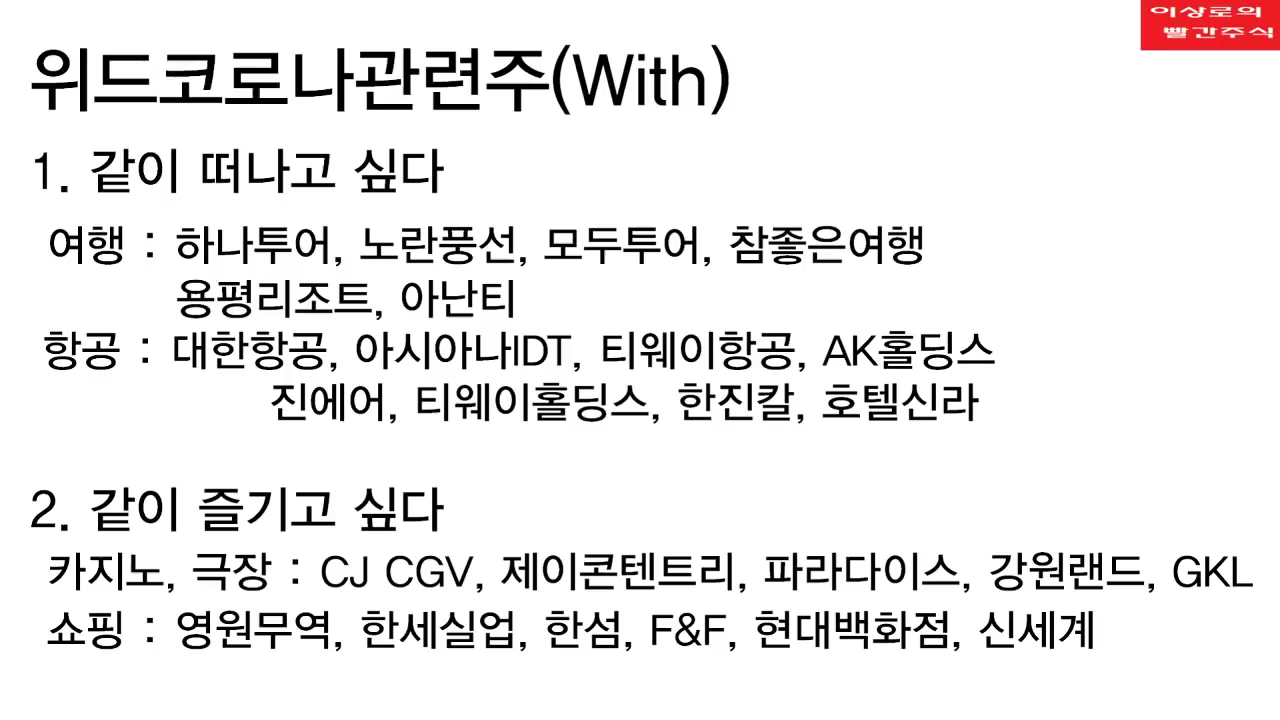 이상로의
빨간주식
위드코로나관련주(With)
1. 같이 떠나고 싶다
여행 : 하나투어, 노란풍선, 모두투어, 참좋은여행
용평리조트, 아난티
항공 : 대한항공, 아시아나IDT, 티웨이항공, AK홀딩스
진에어, 티웨이홀딩스, 한진칼, 호텔신라
2. 같이 즐기고 싶다
카지노, 극장 : CJ CGV, 제이콘텐트리, 파라다이스, 강원랜드, GKL
쇼핑 : 영원무역, 한세실업, 한섬, F&F, 현대백화점, 신세계